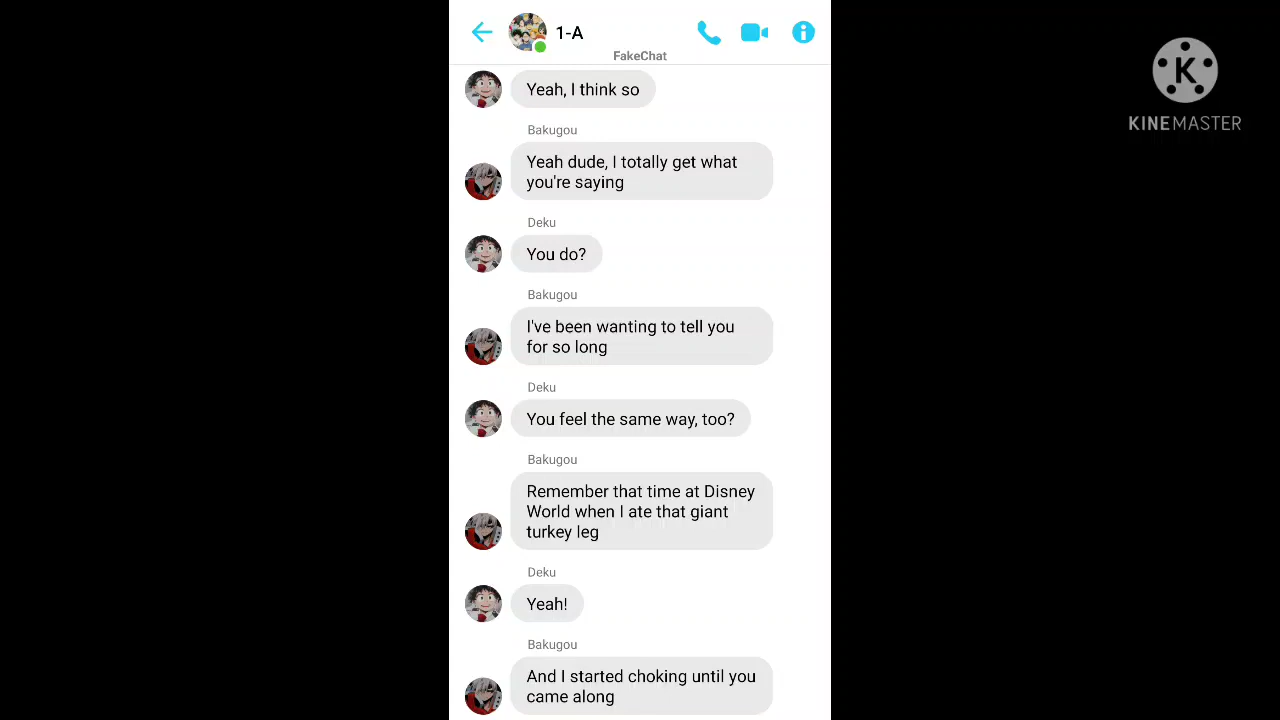 1-A
FakeChat
K
KINEMASTER
Yeah, I think so
Bakugou
Yeah dude, I totally get what
you're saying
Deku
You do?
Bakugou
I've been wanting to tell you
for so long
Deku
You feel the same way, too?
Bakugou
Remember that time at Disney
World when I ate that giant
turkey leg
Deku
Yeah!
Bakugou
And I started choking until you
came along